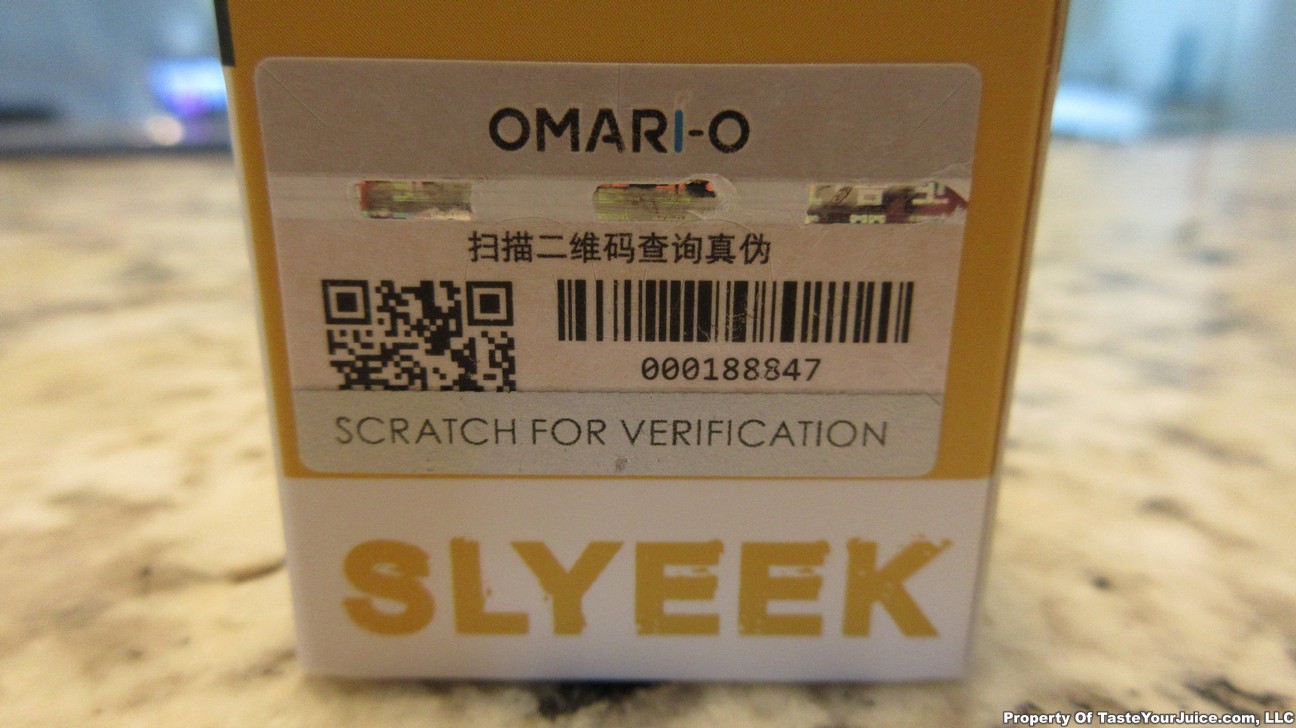 OMARI-O
扫描二维码查询真伪
000188847
SCRATCH FOR VERIFICATION
SLYEEK
Property Of TasteYourJuice.com, LLC